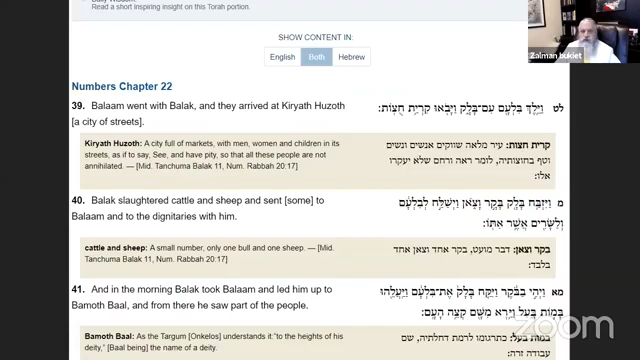 Read a short inspiring insight on this Torah portion.
Zalman bukiet
SHOW CONTENT IN:
English Both Hebrew
Numbers Chapter 22
39. Balaam went with Balak, and they arrived at Kiryath Huzoth
[a city of streets].
לט וַיֵּ֥לֶךְ בִּלְעָ֖ם עִם־בָּלָ֑ק וַיָּבֹ֖אוּ קִרְיַ֥ת חֻצֽוֹת:
Kiryath Huzoth: A city full of markets, with men, women and children in its
streets, as if to say, See, and have pity, so that all these people are not
annihilated. — [Mid. Tanchuma Balak 11, Num. Rabbah 20:17]
קרית חצות: עיר מלאה שווקים אנשים ונשים
וטף בחוצותיה, לומר ראה ורחם שלא יעקרו
אלו:
40. Balak slaughtered cattle and sheep and sent [some] to
Balaam and to the dignitaries with him.
מ וַיִּזְבַּ֥ח בָּלָ֖ק בָּקָ֣ר וָצֹ֑אן וַיְשַׁלַּ֣ח לְבִלְעָ֔ם
וְלַשָּׂרִ֖ים אֲשֶׁ֥ר אִתּֽוֹ:
cattle and sheep: A small number, only one bull and one sheep. — [Mid.
Tanchuma Balak 11, Num. Rabbah 20:17]
בקר וצאן: דבר מועט, בקר אחד וצאן אחד
בלבד:
41. And in the morning Balak took Balaam and led him up to
Bamoth Baal, and from there he saw part of the people.
מא וַיְהִ֣י בַבֹּ֔קֶר וַיִּקַּ֤ח בָּלָק֙ אֶת־בִּלְעָ֔ם וַיַּֽעֲלֵ֖הוּ
בָּמ֣וֹת בָּ֑עַל וַיַּ֥רְא מִשָּׁ֖ם קְצֵ֥ה הָעָֽם:
Bamoth Baal: As the Targum [Onkelos] understands it:"to the heights of his
deity," [Baal being] the name of a deity.
במות בעל: כתרגומו לרמת דחלתיה, שם
עבודה זרה:
zoom